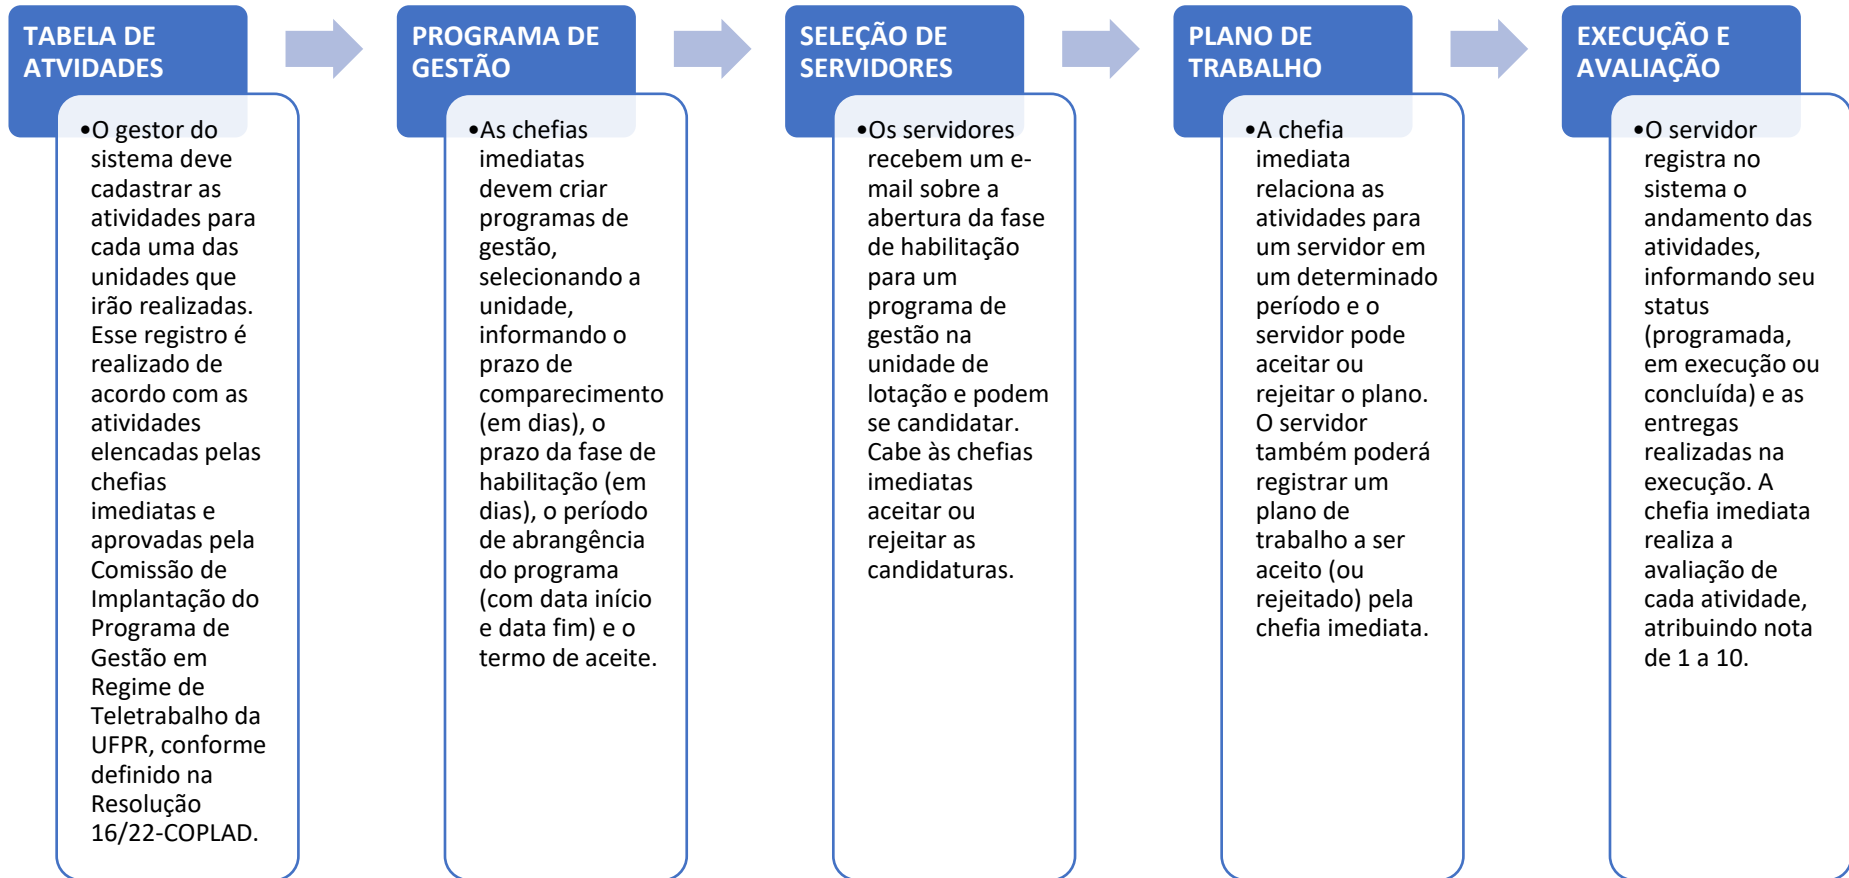 TABELA DE
ATVIDADES
•O gestor do
sistema deve
cadastrar as
atividades para
cada uma das
unidades que
irão realizadas.
Esse registro é
realizado de
acordo com as
atividades
elencadas pelas
chefias
imediatas e
aprovadas pela
Comissão de
Implantação do
Programa de
Gestão em
Regime de
Teletrabalho da
UFPR, conforme
definido na
Resolução
16/22-COPLAD.
PROGRAMA DE
GESTÃO
•As chefias
imediatas
devem criar
programas de
gestão,
selecionando a
unidade,
informando o
prazo de
comparecimento
(em dias), o
prazo da fase de
habilitação (em
dias), o período
de abrangência
do programa
(com data início
e data fim) e o
termo de aceite.
SELEÇÃO DE
SERVIDORES
•Os servidores
recebem um e-
mail sobre a
abertura da fase
de habilitação
para um
programa de
gestão na
unidade de
lotação e podem
se candidatar.
Cabe às chefias
imediatas
aceitar ou
rejeitar as
candidaturas.
PLANO DE
TRABALHO
•A chefia
imediata
relaciona as
atividades para
um servidor em
um determinado
período e o
servidor pode
aceitar ou
rejeitar o plano.
O servidor
também poderá
registrar um
plano de
trabalho a ser
aceito (ou
rejeitado) pela
chefia imediata.
EXECUÇÃO E
AVALIAÇÃO
•O servidor
registra no
sistema o
andamento das
atividades,
informando seu
status
(programada,
em execução ou
concluída) e as
entregas
realizadas na
execução. A
chefia imediata
realiza a
avaliação de
cada atividade,
atribuindo nota
de 1 a 10.